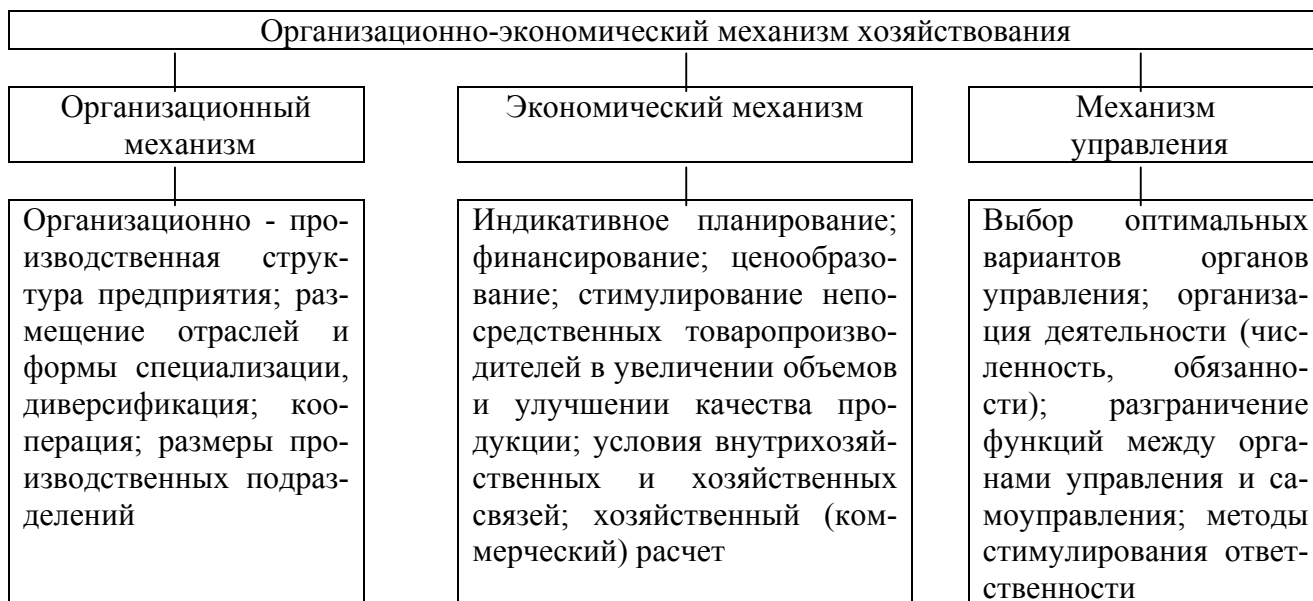 Организационно-экономический механизм хозяйствования
Организационный
механизм
Экономический механизм
Механизм
управления
Организационно - про-
изводственная струк-
тура предприятия; раз-
мещение отраслей и
формы специализации,
диверсификация; коо-
перация; размеры про-
изводственных подраз-
делений
Индикативное планирование;
финансирование; ценообразо-
вание; стимулирование непо-
средственных товаропроизво-
дителей в увеличении объемов
и улучшении качества про-
дукции; условия внутрихозяй-
ственных и хозяйственных
связей; хозяйственный (ком-
мерческий) расчет
Выбор оптимальных
вариантов органов
управления; организа-
ция деятельности (чис-
ленность, обязанно-
сти); разграничение
функций между орга-
нами управления и са-
моуправления; методы
стимулирования ответ-
ственности